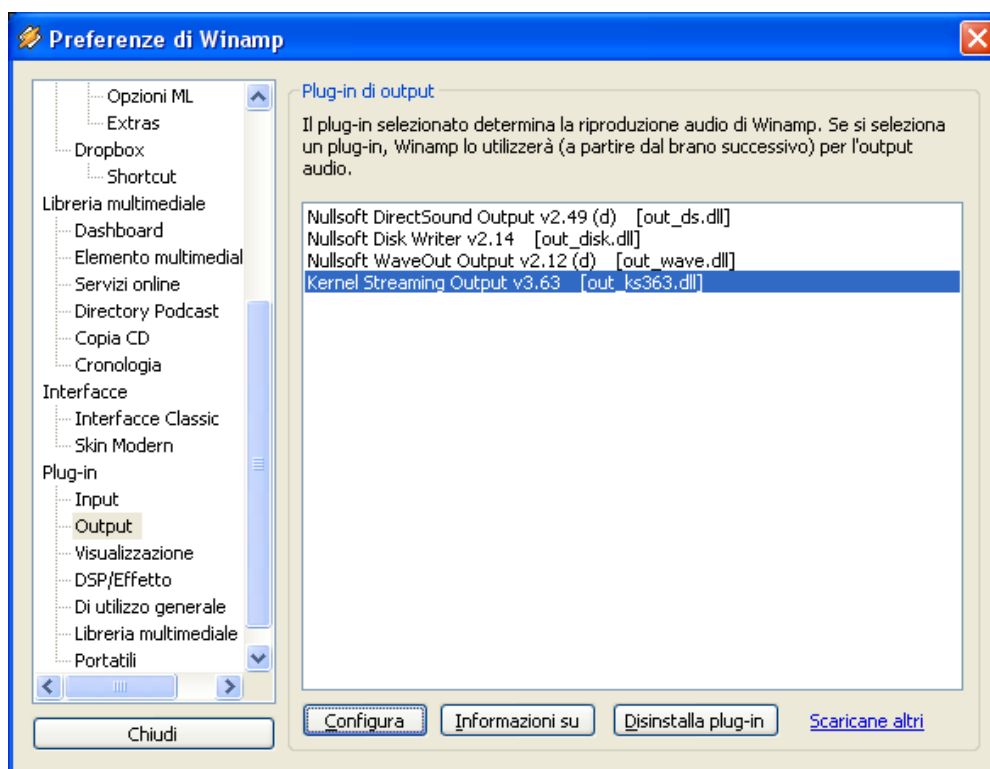 Preferenze di Winamp
Opzioni ML
Extras
Dropbox
Shortcut
Libreria multimediale
Dashboard
Elemento multimedial
Servizi online
Directory Podcast
Copia CD
Cronologia
Interfacce
Interfacce Classic
Skin Modern
Plug-in
Input
Output
Visualizzazione
DSP/Effetto
Di utilizzo generale
Libreria multimediale
Portatili
Chiudi
Plug-in di output
Il plug-in selezionato determina la riproduzione audio di Winamp. Se si seleziona
un plug-in, Winamp lo utilizzerà (a partire dal brano successivo) per l'output
audio.
Nullsoft DirectSound Output v2.49 (d) [out_ds.dll]
Nullsoft Disk Writer v2.14 [out_disk.dll]
Nullsoft WaveOut Output v2.12 (d) [out_wave.dll]
Kernel Streaming Output v3.63 [out_ks363.dll]
Configura
Informazioni su
Disinstalla plug-in
Scaricane altri